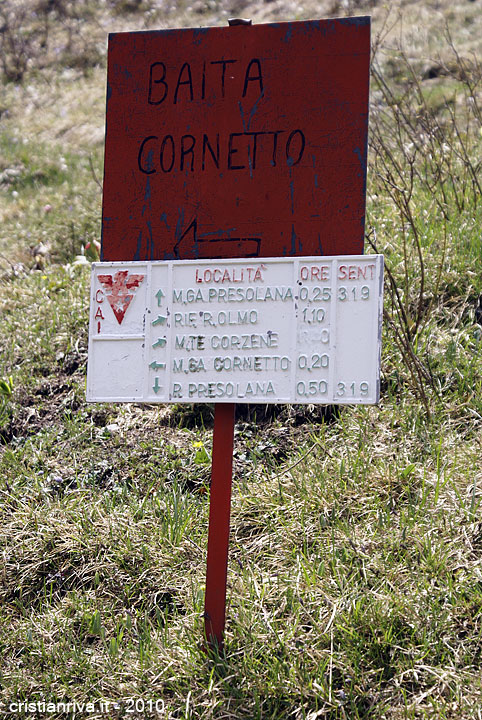 BAITA
CORNETTO
LOCALITÀ ORE SENT
CAI
M.GA PRESOLANA 0,25 319
RIF. R. OLMO 1,10
M.TE CORZENE
M.GA CORNETTO 0,20
R. PRESOLANA 0,50 319
cristianriva.it - 2010